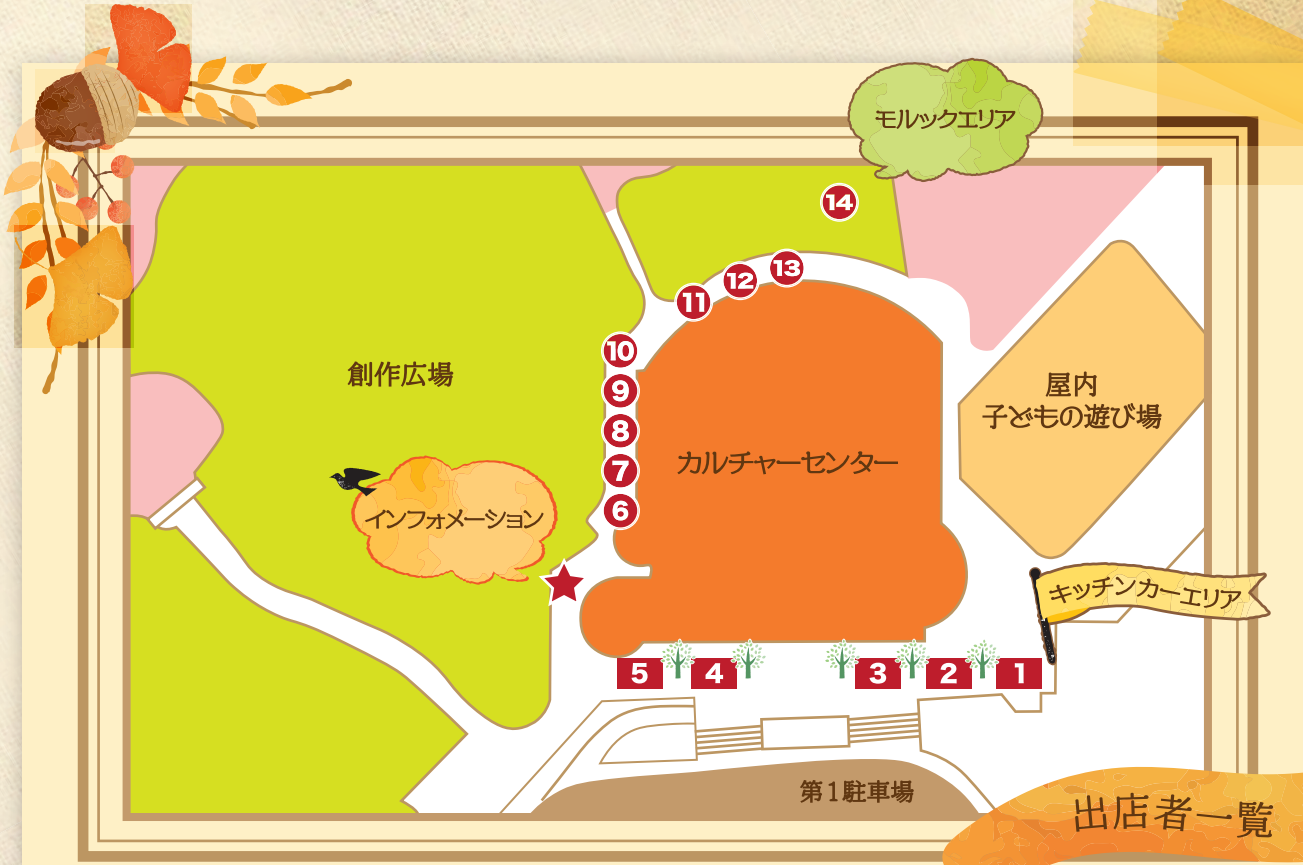 モルックエリア
14
13
12
11
10
9
8
7
6
創作広場
屋内
子どもの遊び場
カルチャーセンター
インフォメーション
キッチンカーエリア
5
4
3
2
1
第1駐車場
出店者一覧